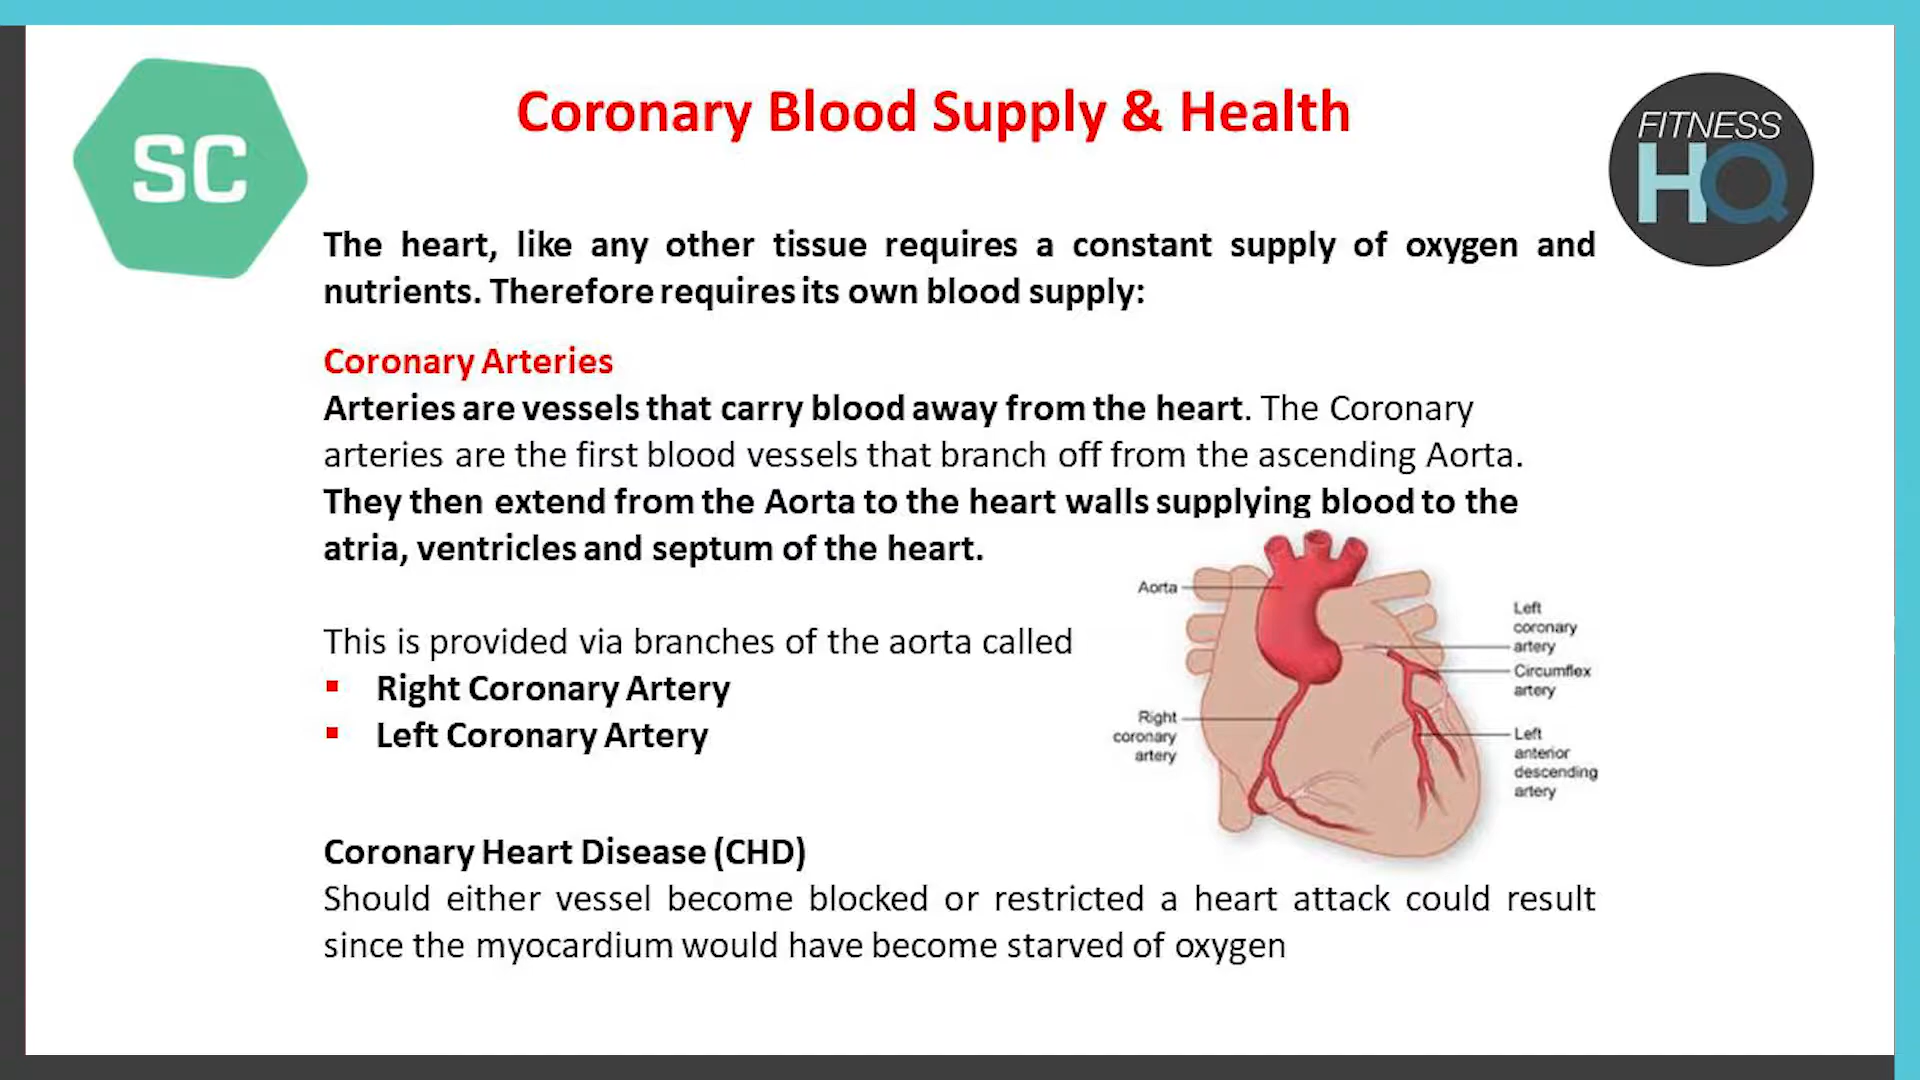 SC
Coronary Blood Supply & Health
FITNESS
HQ
The heart, like any other tissue requires a constant supply of oxygen and
nutrients. Therefore requires its own blood supply:
Coronary Arteries
Arteries are vessels that carry blood away from the heart. The Coronary
arteries are the first blood vessels that branch off from the ascending Aorta.
They then extend from the Aorta to the heart walls supplying blood to the
atria, ventricles and septum of the heart.
This is provided via branches of the aorta called
▪ Right Coronary Artery
▪ Left Coronary Artery
Aorta
Right
coronary
artery
Left
coronary
artery
Circumflex
artery
Left
anterior
descending
artery
Coronary Heart Disease (CHD)
Should either vessel become blocked or restricted a heart attack could result
since the myocardium would have become starved of oxygen